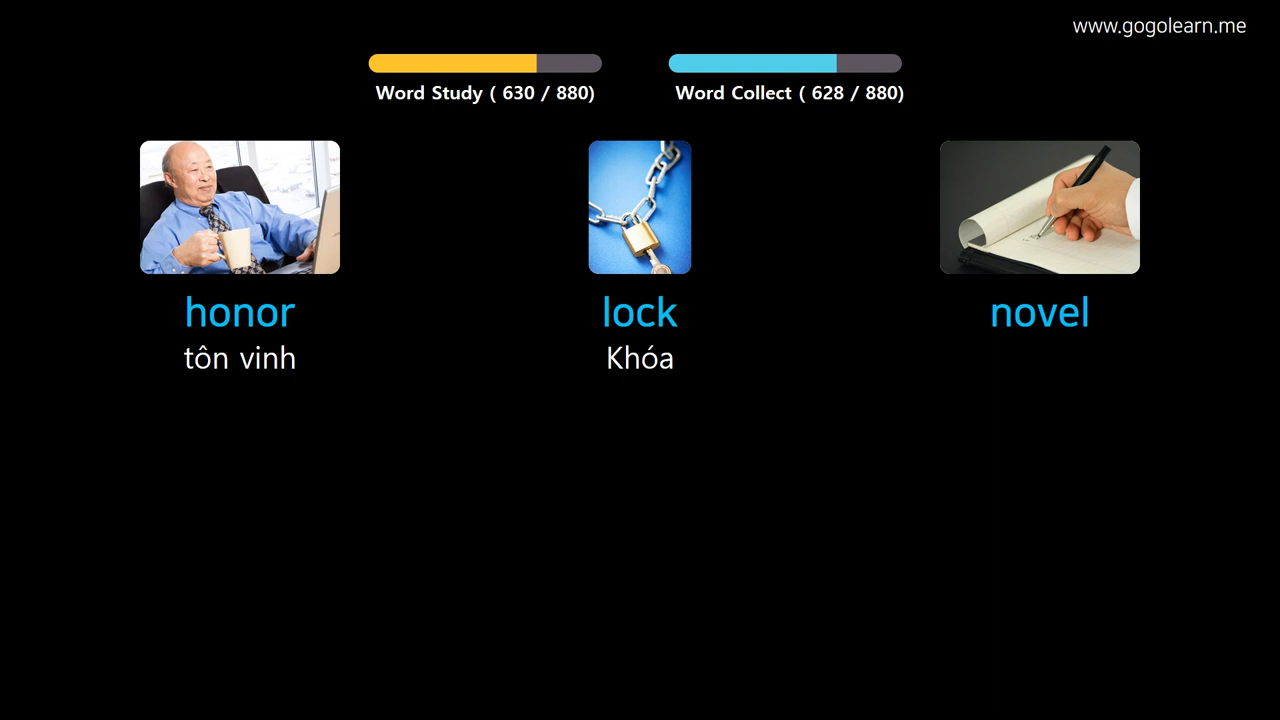 www.gogolearn.me
Word Study ( 630 / 880)
Word Collect ( 628 / 880)
honor
lock
novel
tôn vinh
Khóa